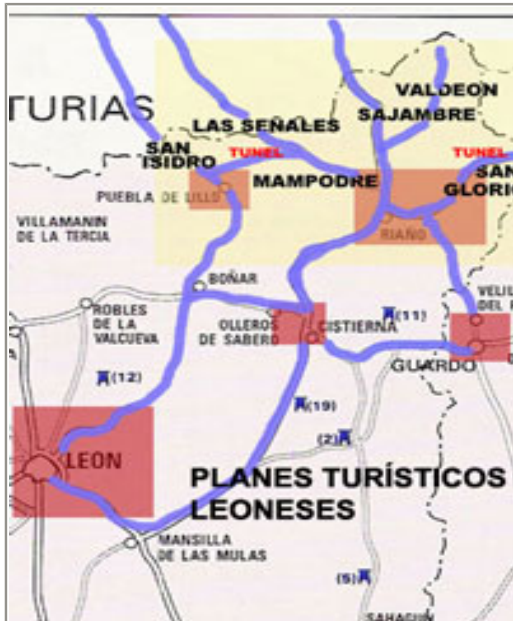 TURIAS
VALDEON
SAJAMBRE
LAS SEÑALES
SAN
ISIDRO
TUNEL
TUNEL
SAN
MAMPODRE
PUEBLA DE LILLO
RIAÑO
VILLAMANIN
DE LA TERCIA
BOÑAR
ROBLES
DE LA
VALCUEVA
OLLEROS
DE SABERO
CISTIERNA
(11)
GUARDO
(12)
(19)
(2)
LEON
PLANES TURÍSTICOS
LEONESES
MANSILLA
DE LAS MULAS
(5)
SAHAGUN